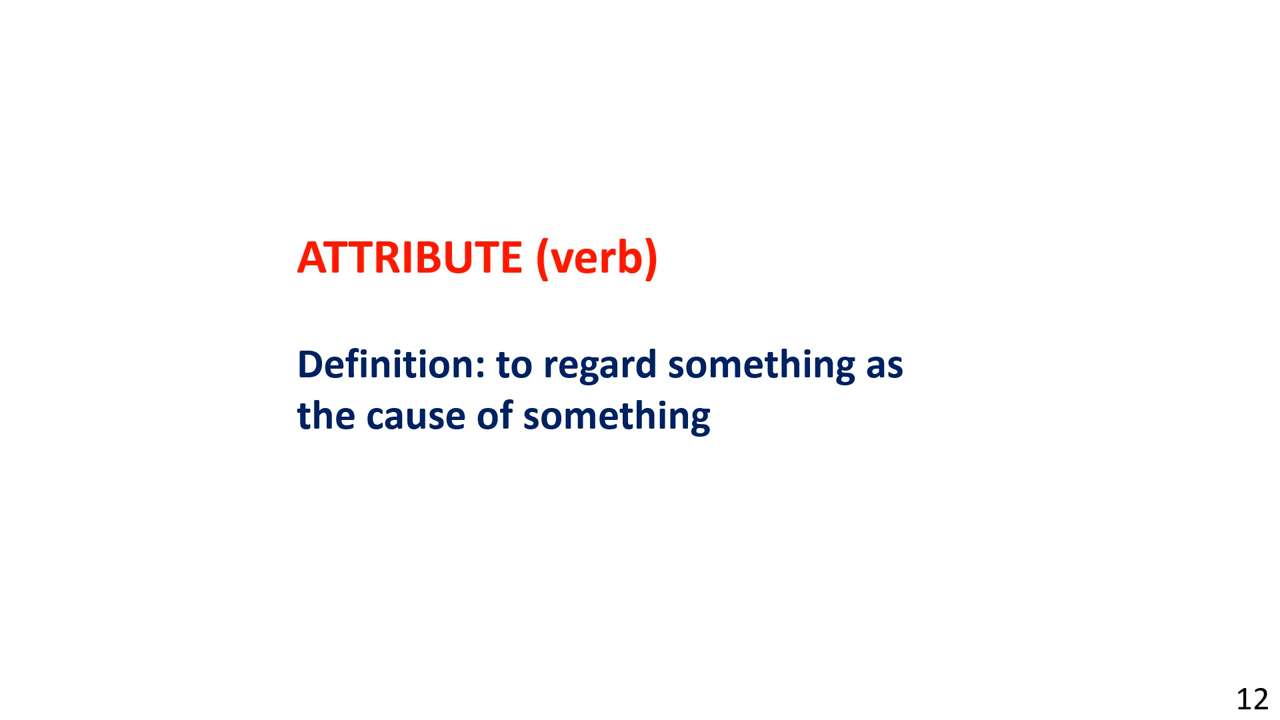 ATTRIBUTE (verb)
Definition: to regard something as
the cause of something
12